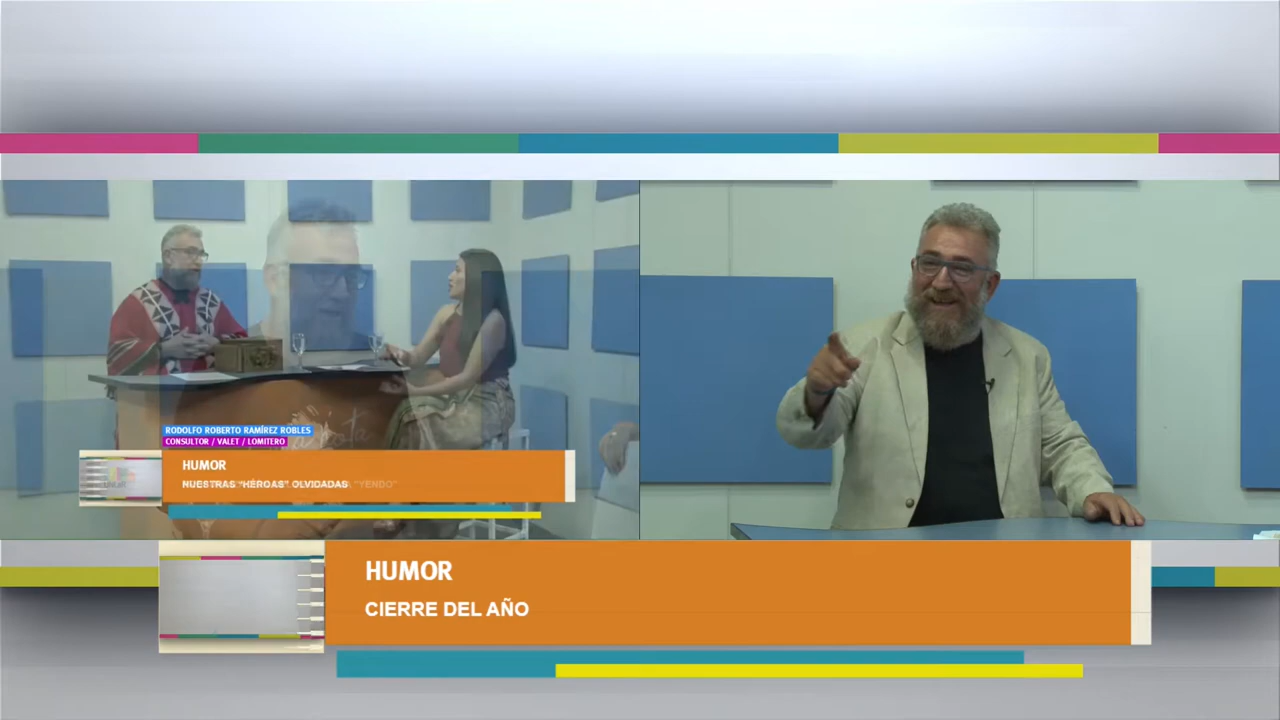 RODOLFO ROBERTO RAMÍREZ ROBLES
CONSULTOR / VALET / LOMITERO
HUMOR
NUESTRAS "HÉROAS" OLVIDADAS "YENDO"
HUMOR
CIERRE DEL AÑO